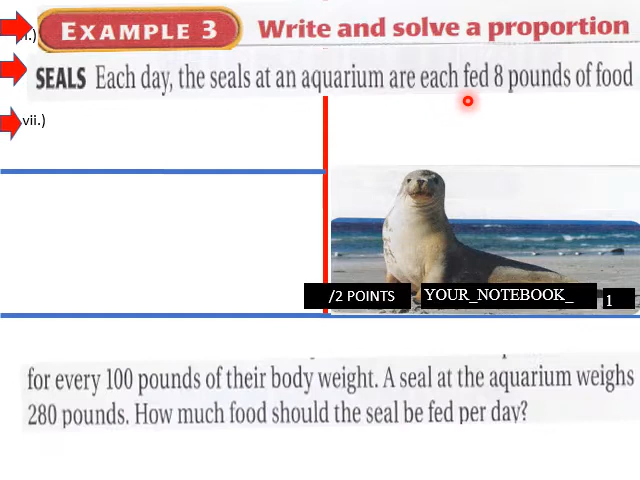 i.)
EXAMPLE 3 Write and solve a proportion
SEALS Each day, the seals at an aquarium are each fed 8 pounds of food
vii.)
/2 POINTS YOUR_NOTEBOOK_ 1
for every 100 pounds of their body weight. A seal at the aquarium weighs
280 pounds. How much food should the seal be fed per day?